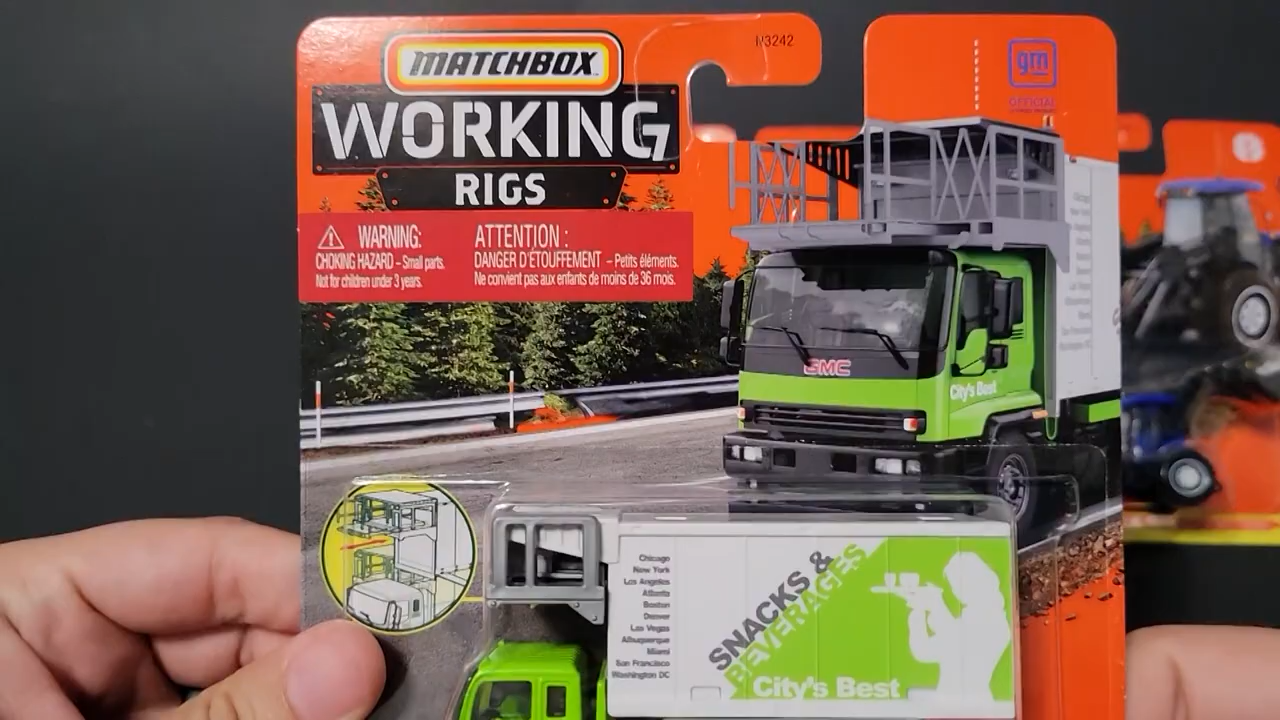 MATCHBOX
WORKING
RIGS
N3242
gm
OFFICIAL
WARNING:
CHOKING HAZARD – Small parts.
Not for children under 3 years.
ATTENTION :
DANGER D'ÉTOUFFEMENT – Petits éléments.
Ne convient pas aux enfants de moins de 36 mois.
GMC
City's Best
Chicago
New York
Los Angeles
Atlanta
Boston
Denver
Las Vegas
Albuquerque
Miami
San Francisco
Washington DC
SNACKS &
BEVERAGES
City's Best